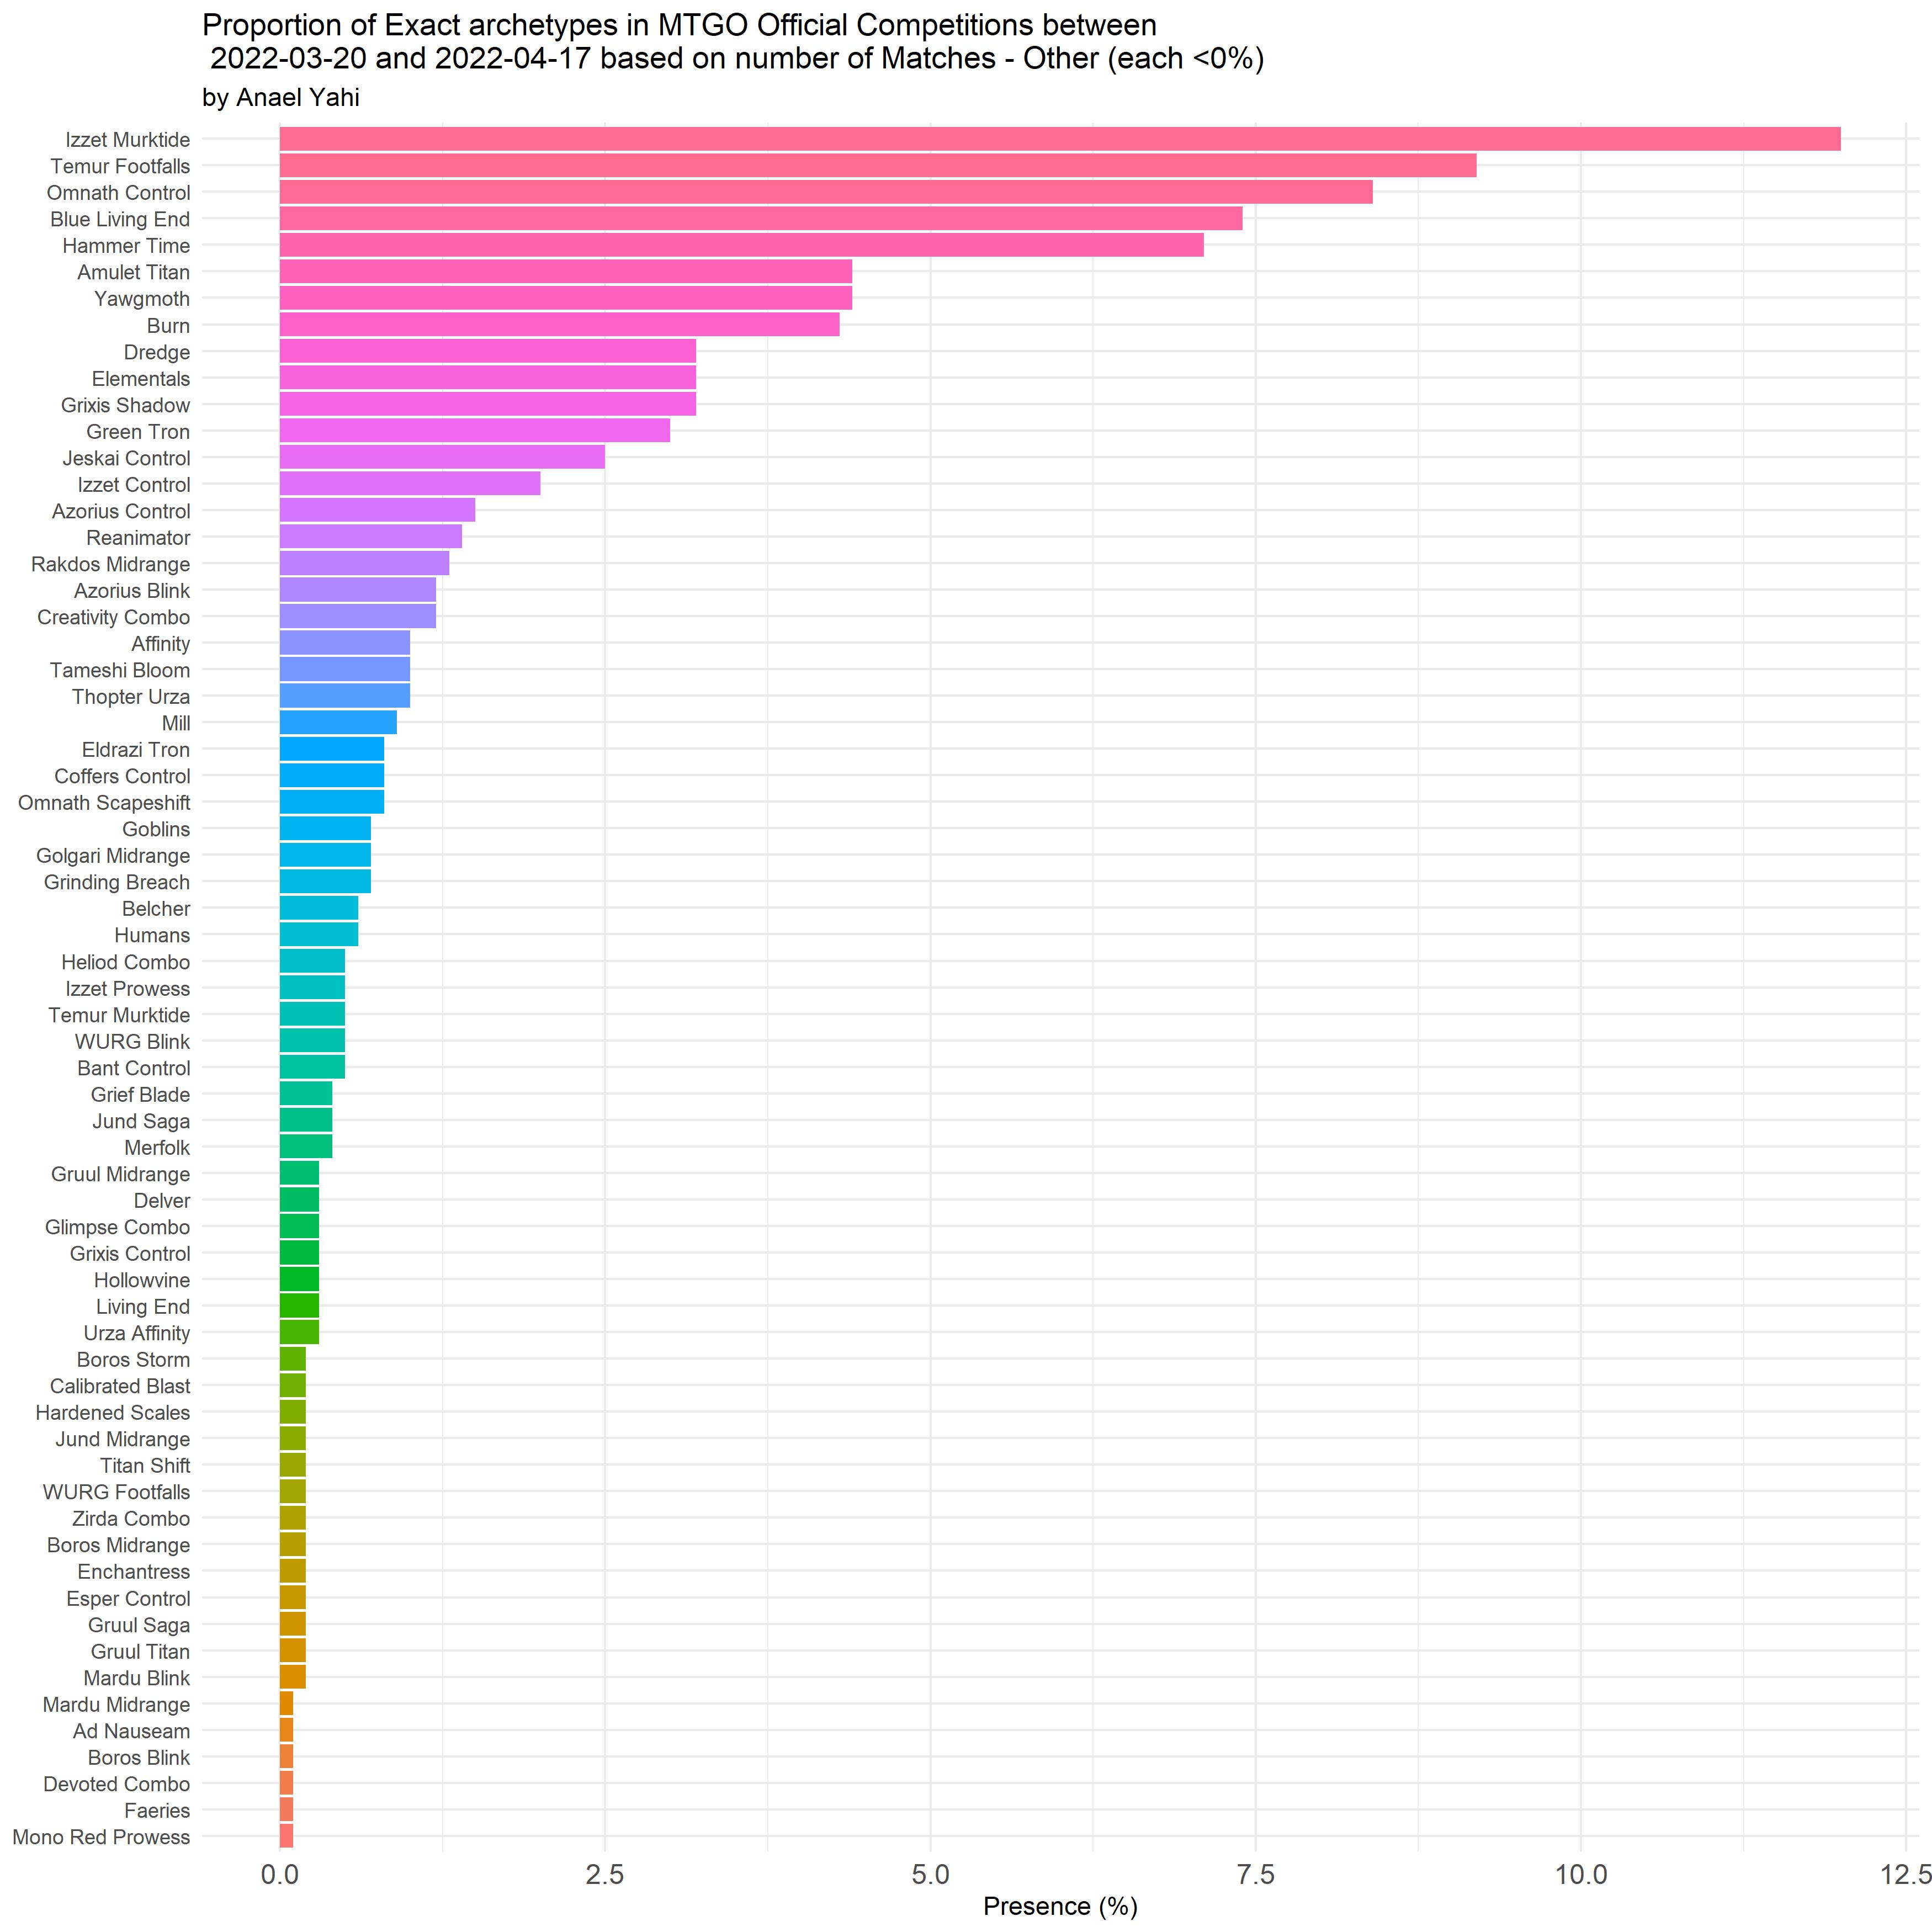 Proportion of Exact archetypes in MTGO Official Competitions between
2022-03-20 and 2022-04-17 based on number of Matches - Other (each <0%)
by Anael Yahi
Izzet Murktide
Temur Footfalls
Omnath Control
Blue Living End
Hammer Time
Amulet Titan
Yawgmoth
Burn
Dredge
Elementals
Grixis Shadow
Green Tron
Jeskai Control
Izzet Control
Azorius Control
Reanimator
Rakdos Midrange
Azorius Blink
Creativity Combo
Affinity
Tameshi Bloom
Thopter Urza
Mill
Eldrazi Tron
Coffers Control
Omnath Scapeshift
Goblins
Golgari Midrange
Grinding Breach
Belcher
Humans
Heliod Combo
Izzet Prowess
Temur Murktide
WURG Blink
Bant Control
Grief Blade
Jund Saga
Merfolk
Gruul Midrange
Delver
Glimpse Combo
Grixis Control
Hollowvine
Living End
Urza Affinity
Boros Storm
Calibrated Blast
Hardened Scales
Jund Midrange
Titan Shift
WURG Footfalls
Zirda Combo
Boros Midrange
Enchantress
Esper Control
Gruul Saga
Gruul Titan
Mardu Blink
Mardu Midrange
Ad Nauseam
Boros Blink
Devoted Combo
Faeries
Mono Red Prowess
0.0 2.5 5.0 7.5 10.0 12.5
Presence (%)